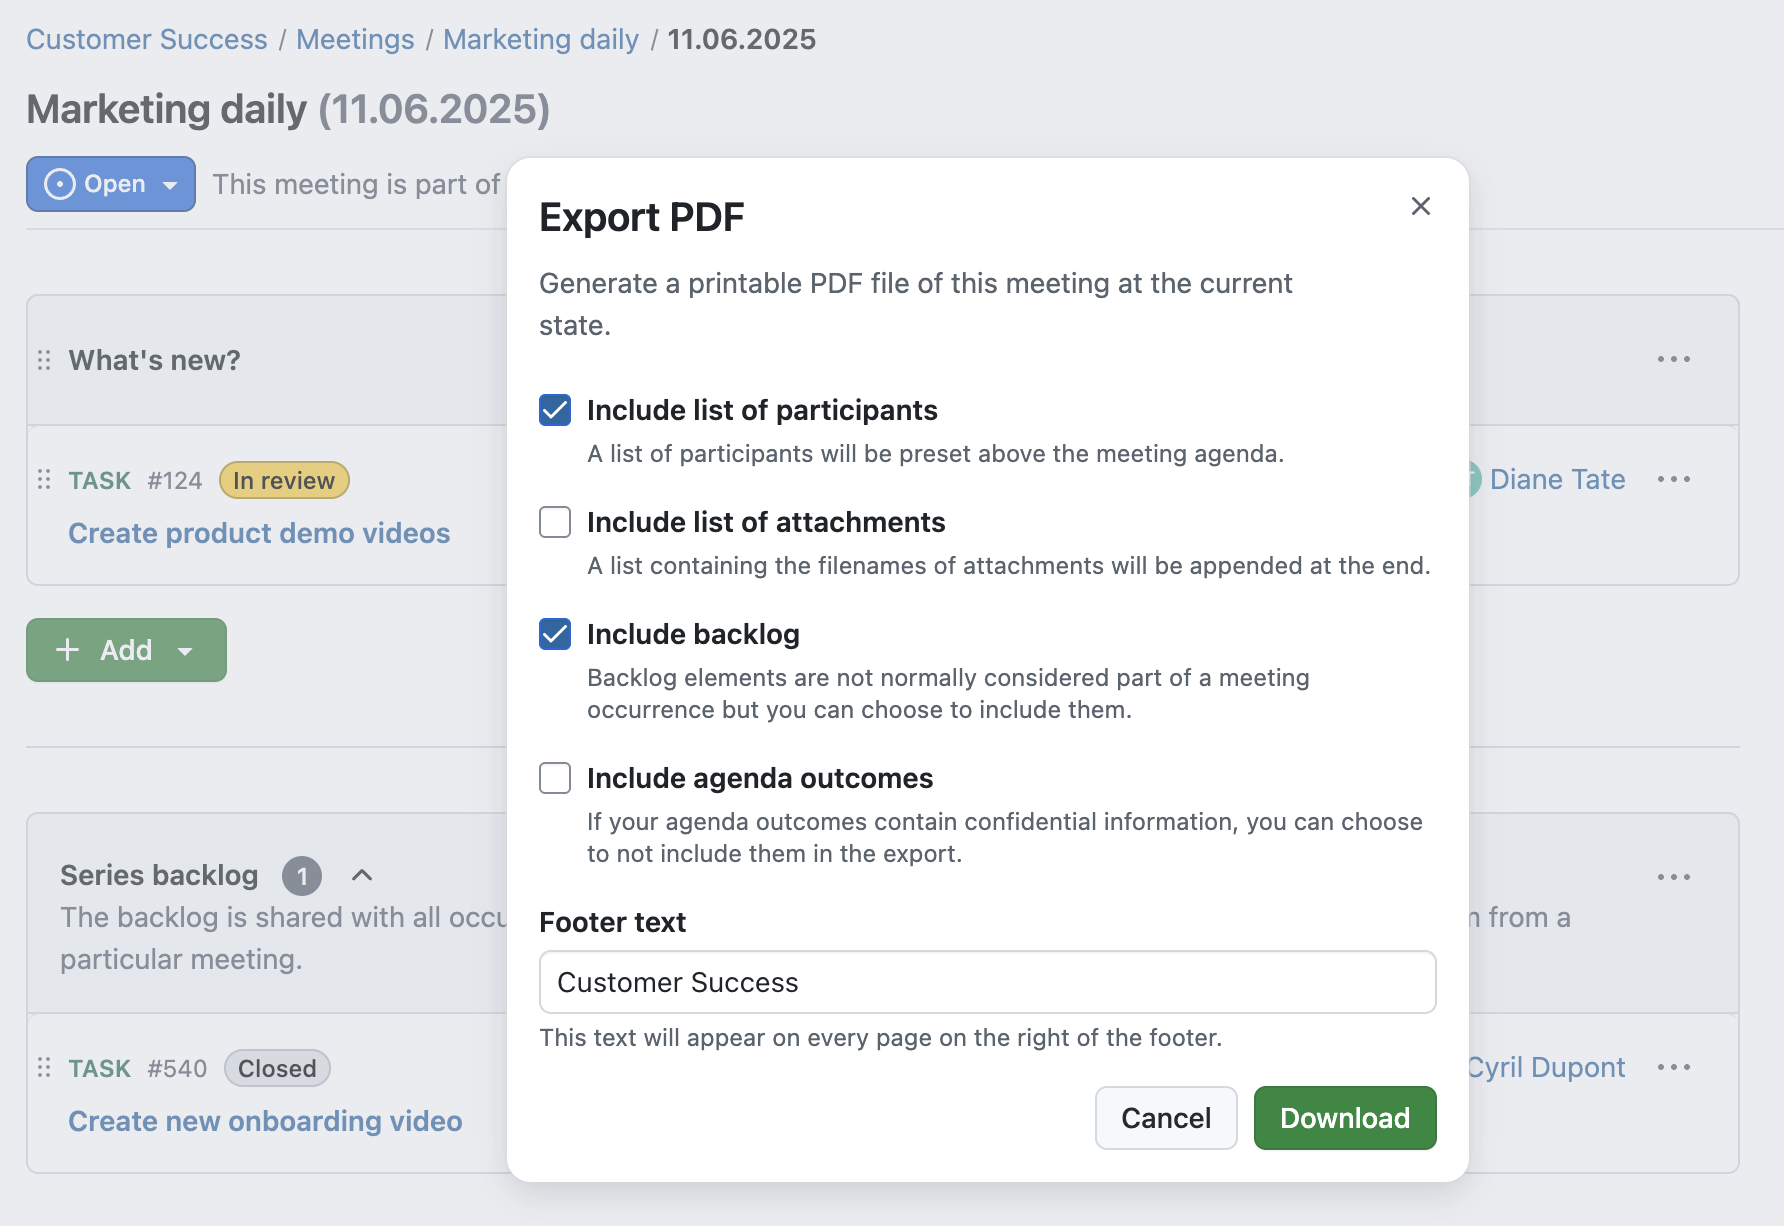 Customer Success / Meetings / Marketing daily / 11.06.2025
Marketing daily (11.06.2025)
Open This meeting is part of
Export PDF
Generate a printable PDF file of this meeting at the current
state.
What's new?
Include list of participants
A list of participants will be preset above the meeting agenda.
TASK #124 In review
Diane Tate
Create product demo videos
Include list of attachments
A list containing the filenames of attachments will be appended at the end.
+ Add
Include backlog
Backlog elements are not normally considered part of a meeting
occurrence but you can choose to include them.
Include agenda outcomes
If your agenda outcomes contain confidential information, you can choose
to not include them in the export.
Series backlog 1
The backlog is shared with all
from a
particular meeting.
Footer text
Customer Success
This text will appear on every page on the right of the footer.
TASK #540 Closed
Cyril Dupont
Create new onboarding video
Cancel
Download